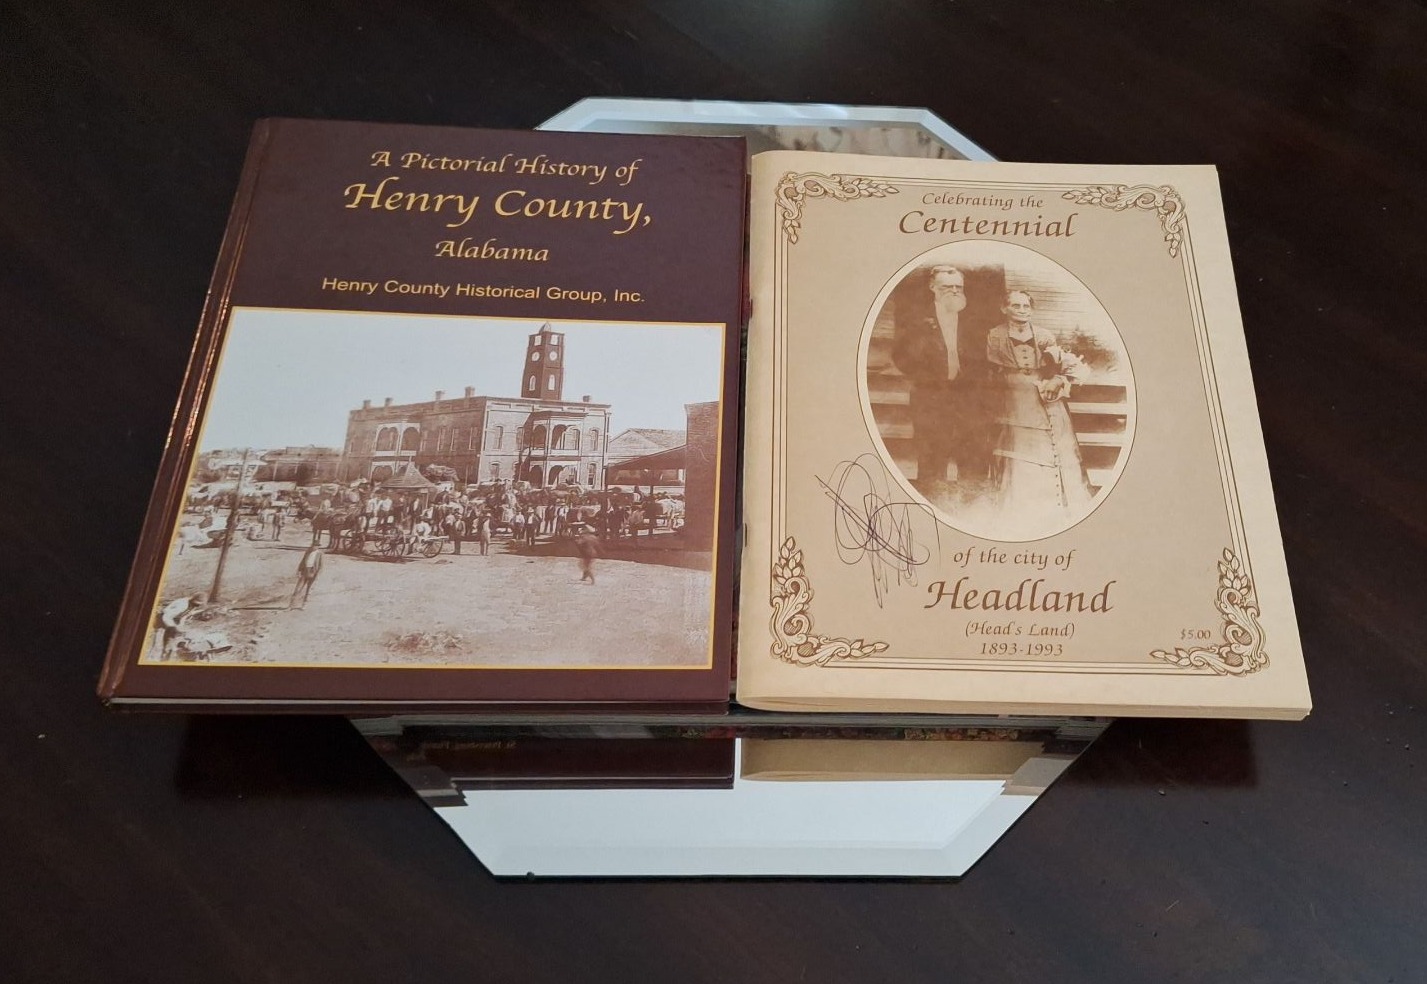 A Pictorial History of
Henry County,
Alabama
Henry County Historical Group, Inc.
Celebrating the
Centennial
of the city of
Headland
(Head's Land)
1893-1993
$5.00